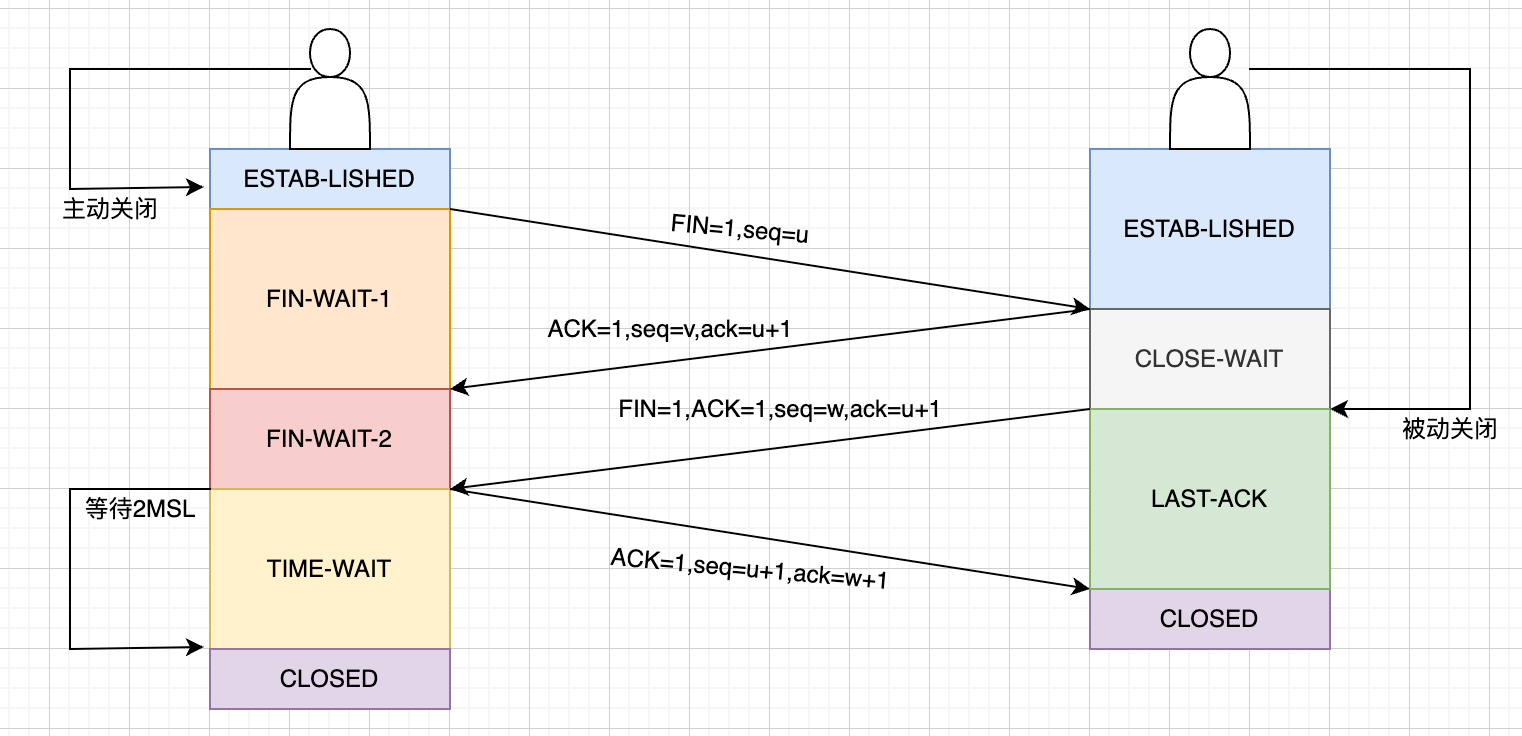 ESTAB-LISHED
主动关闭
FIN=1,seq=u
ESTAB-LISHED
FIN-WAIT-1
ACK=1,seq=v,ack=u+1
CLOSE-WAIT
FIN=1,ACK=1,seq=w,ack=u+1
被动关闭
FIN-WAIT-2
等待2MSL
LAST-ACK
TIME-WAIT
ACK=1,seq=u+1,ack=w+1
CLOSED
CLOSED